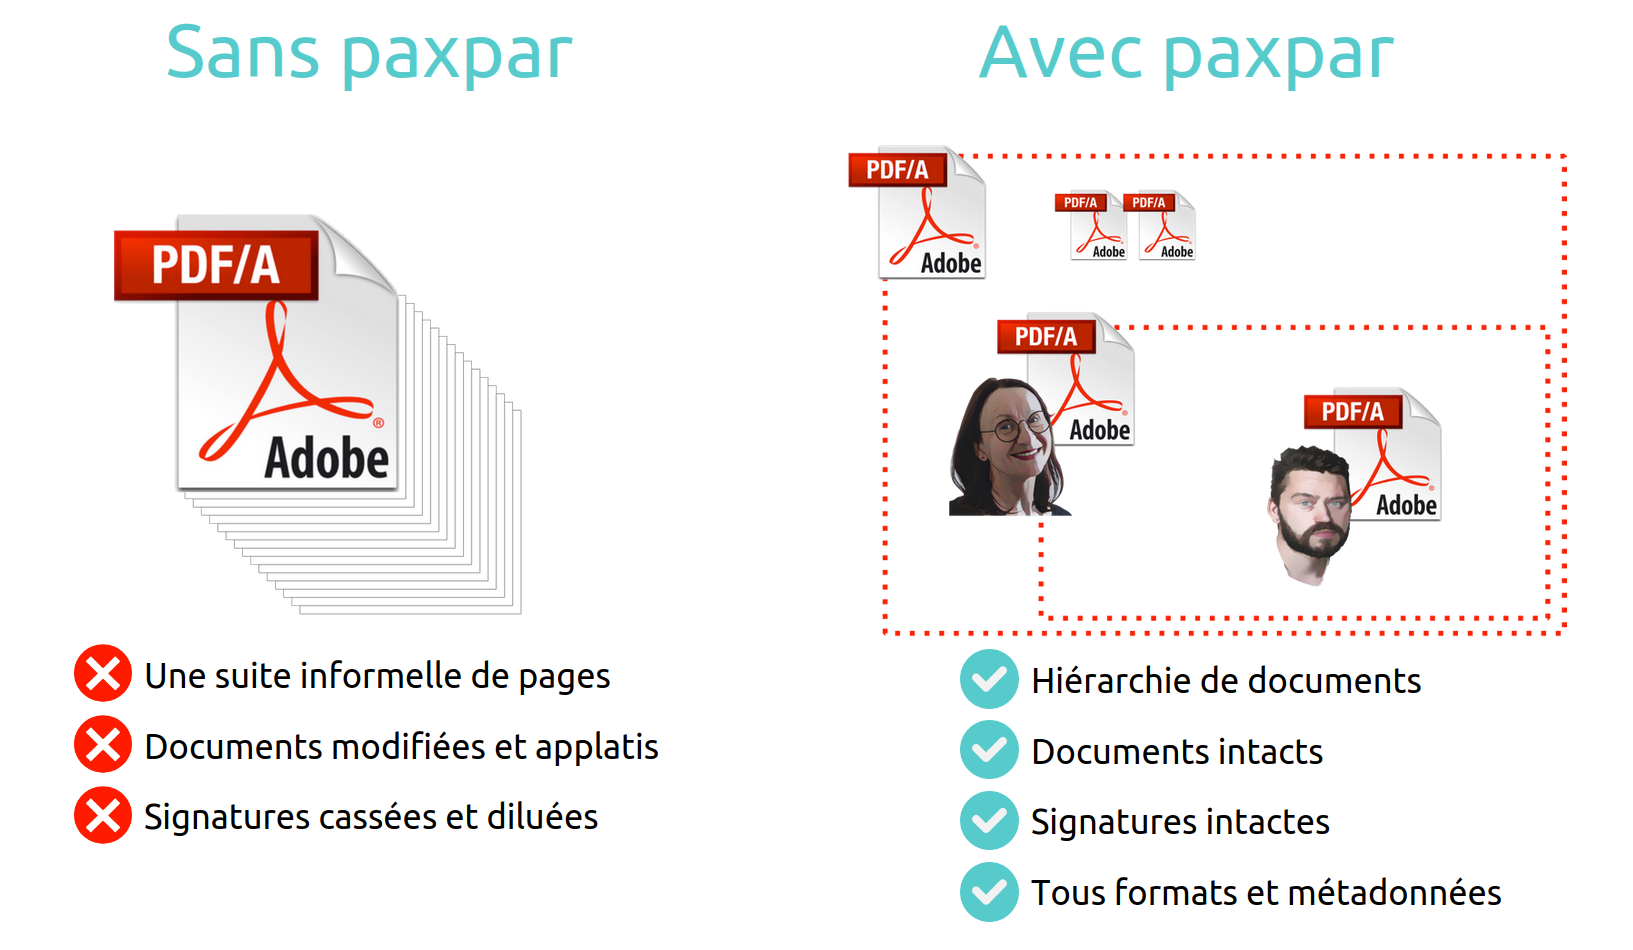 Sans paxpar
PDF/A
Adobe
Une suite informelle de pages
Documents modifiées et applatis
Signatures cassées et diluées
Avec paxpar
PDF/A
Adobe
PDF/A
Adobe
PDF/A
Adobe
PDF/A
Adobe
PDF/A
Adobe
Hiérarchie de documents
Documents intacts
Signatures intactes
Tous formats et métadonnées